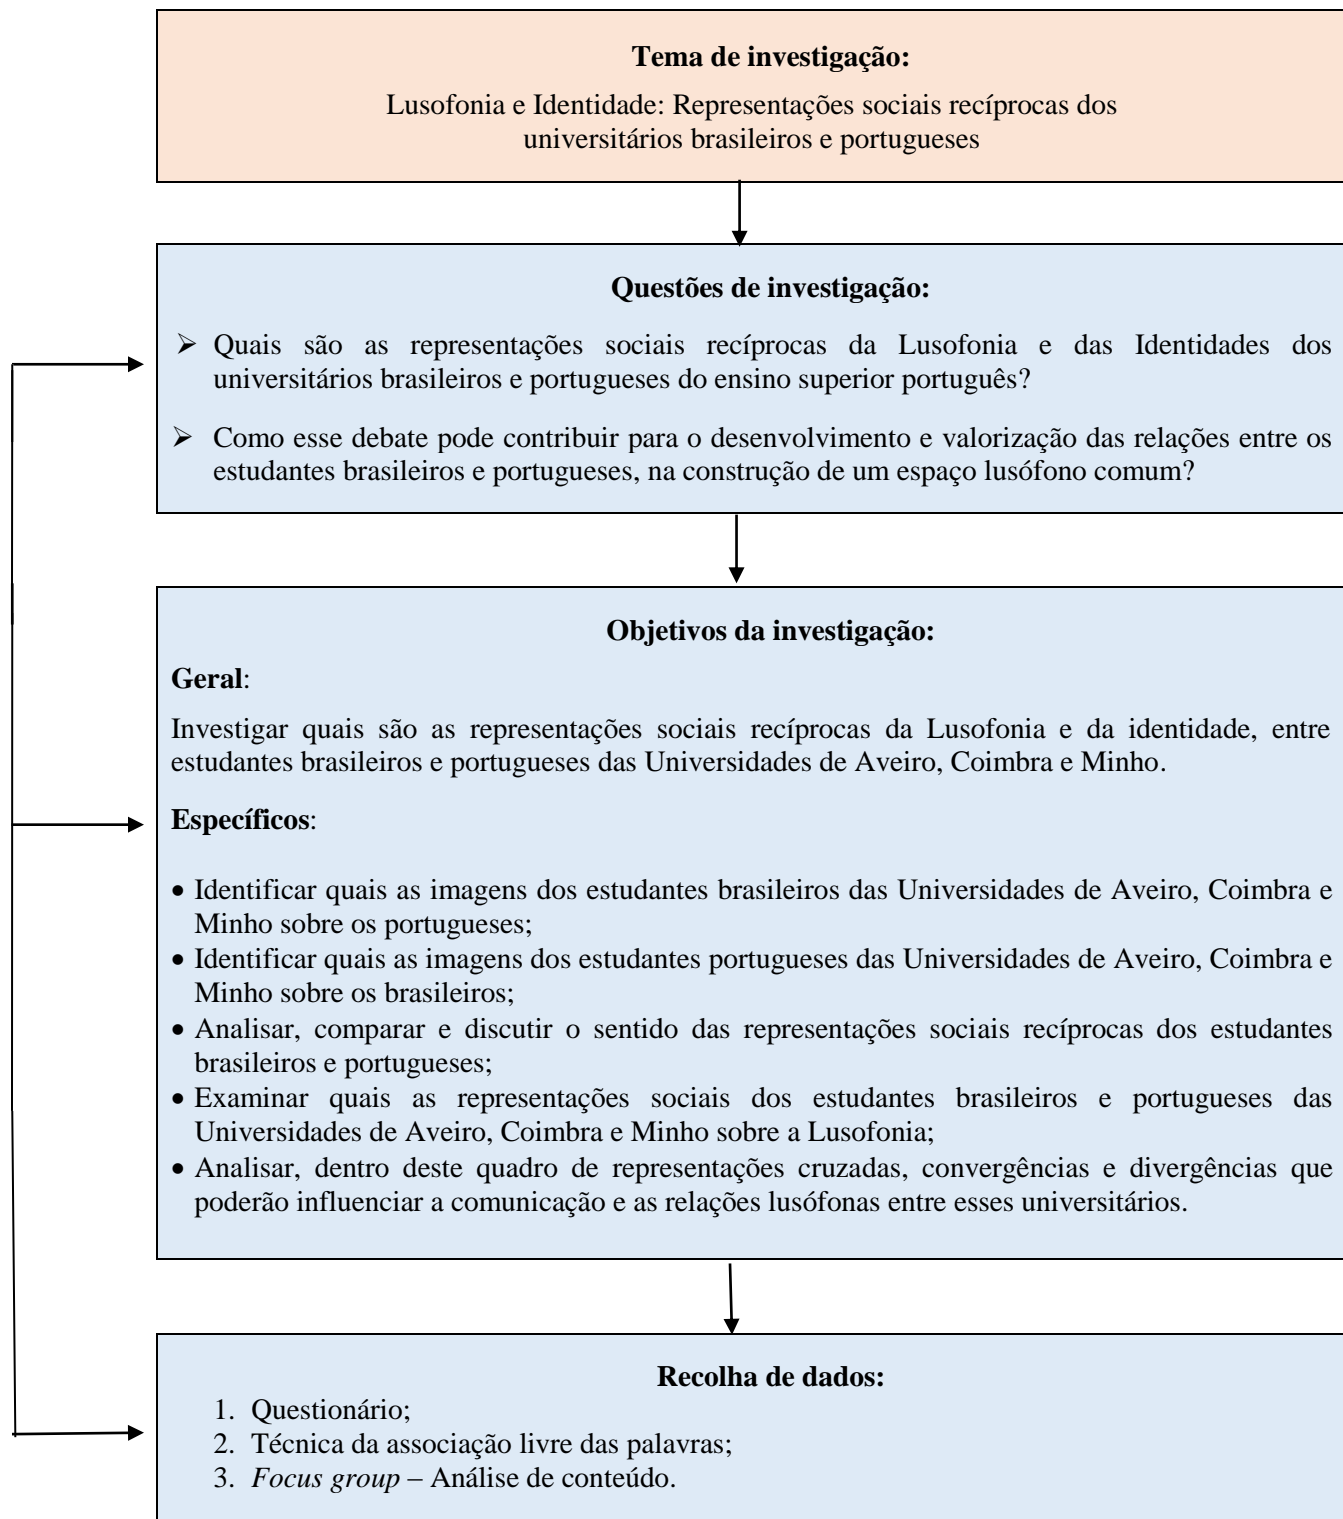 Tema de investigação:
Lusofonia e Identidade: Representações sociais recíprocas dos
universitários brasileiros e portugueses
Questões de investigação:
➢ Quais são as representações sociais recíprocas da Lusofonia e das Identidades dos
universitários brasileiros e portugueses do ensino superior português?
➢ Como esse debate pode contribuir para o desenvolvimento e valorização das relações entre os
estudantes brasileiros e portugueses, na construção de um espaço lusófono comum?
Objetivos da investigação:
Geral:
Investigar quais são as representações sociais recíprocas da Lusofonia e da identidade, entre
estudantes brasileiros e portugueses das Universidades de Aveiro, Coimbra e Minho.
Específicos:
• Identificar quais as imagens dos estudantes brasileiros das Universidades de Aveiro, Coimbra e
Minho sobre os portugueses;
• Identificar quais as imagens dos estudantes portugueses das Universidades de Aveiro, Coimbra e
Minho sobre os brasileiros;
• Analisar, comparar e discutir o sentido das representações sociais recíprocas dos estudantes
brasileiros e portugueses;
• Examinar quais as representações sociais dos estudantes brasileiros e portugueses das
Universidades de Aveiro, Coimbra e Minho sobre a Lusofonia;
• Analisar, dentro deste quadro de representações cruzadas, convergências e divergências que
poderão influenciar a comunicação e as relações lusófonas entre esses universitários.
Recolha de dados:
1. Questionário;
2. Técnica da associação livre das palavras;
3. Focus group – Análise de conteúdo.